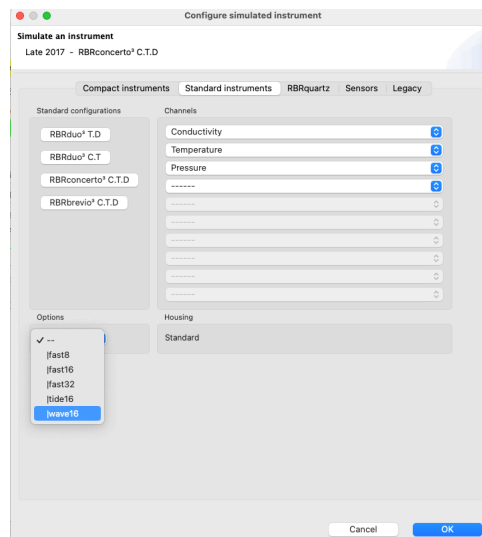 Configure simulated instrument
Simulate an instrument
Late 2017 - RBRconcerto³ C.T.D
Compact instruments Standard instruments RBRquartz Sensors Legacy
Standard configurations
RBRduo³ T.D
RBRduo³ C.T
RBRconcerto³ C.T.D
RBRbrevio³ C.T.D
Channels
Conductivity
Temperature
Pressure
------
------
------
------
------
------
------
Options
✓ --
|fast8
|fast16
|fast32
|tide16
|wave16
Housing
Standard
Cancel OK